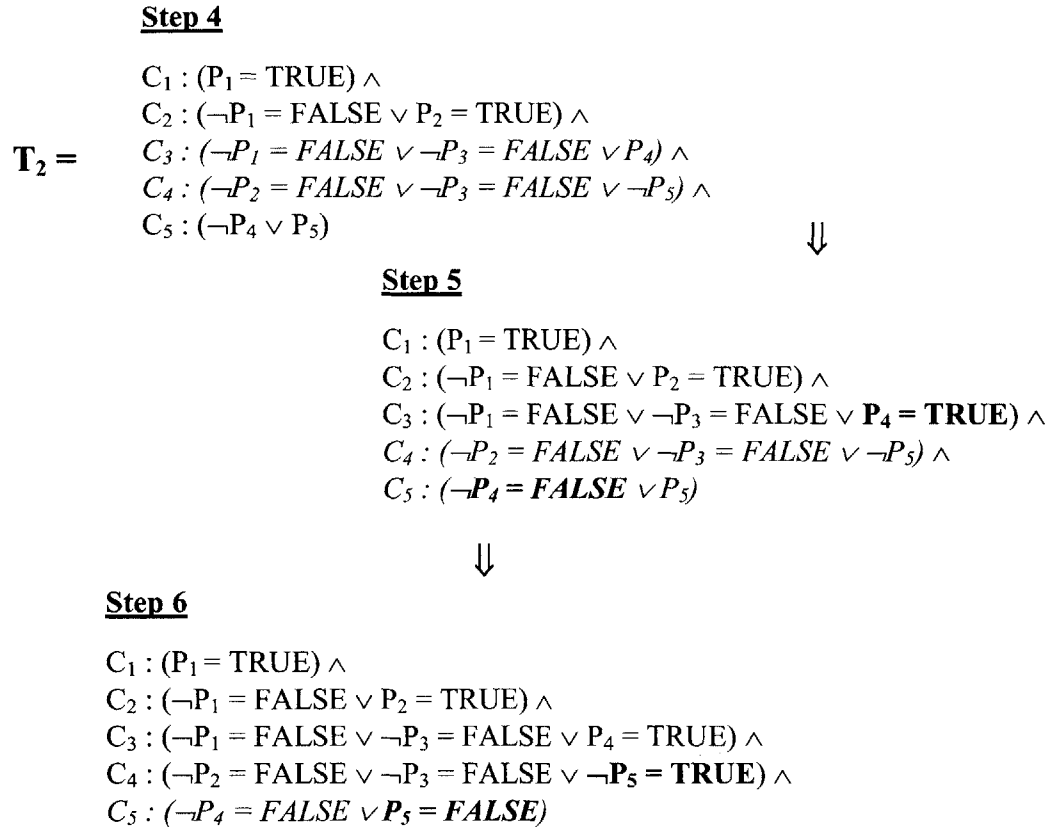 Step 4
C₁ : (P₁ = TRUE) ∧
C₂ : (¬P₁ = FALSE ∨ P₂ = TRUE) ∧
T₂ =
C₃ : (¬P₁ = FALSE ∨ ¬P₃ = FALSE ∨ P₄) ∧
C₄ : (¬P₂ = FALSE ∨ ¬P₃ = FALSE ∨ ¬P₅) ∧
C₅ : (¬P₄ ∨ P₅)
⇓
Step 5
C₁ : (P₁ = TRUE) ∧
C₂ : (¬P₁ = FALSE ∨ P₂ = TRUE) ∧
C₃ : (¬P₁ = FALSE ∨ ¬P₃ = FALSE ∨ P₄ = TRUE) ∧
C₄ : (¬P₂ = FALSE ∨ ¬P₃ = FALSE ∨ ¬P₅) ∧
C₅ : (¬P₄ = FALSE ∨ P₅)
⇓
Step 6
C₁ : (P₁ = TRUE) ∧
C₂ : (¬P₁ = FALSE ∨ P₂ = TRUE) ∧
C₃ : (¬P₁ = FALSE ∨ ¬P₃ = FALSE ∨ P₄ = TRUE) ∧
C₄ : (¬P₂ = FALSE ∨ ¬P₃ = FALSE ∨ ¬P₅ = TRUE) ∧
C₅ : (¬P₄ = FALSE ∨ P₅ = FALSE)